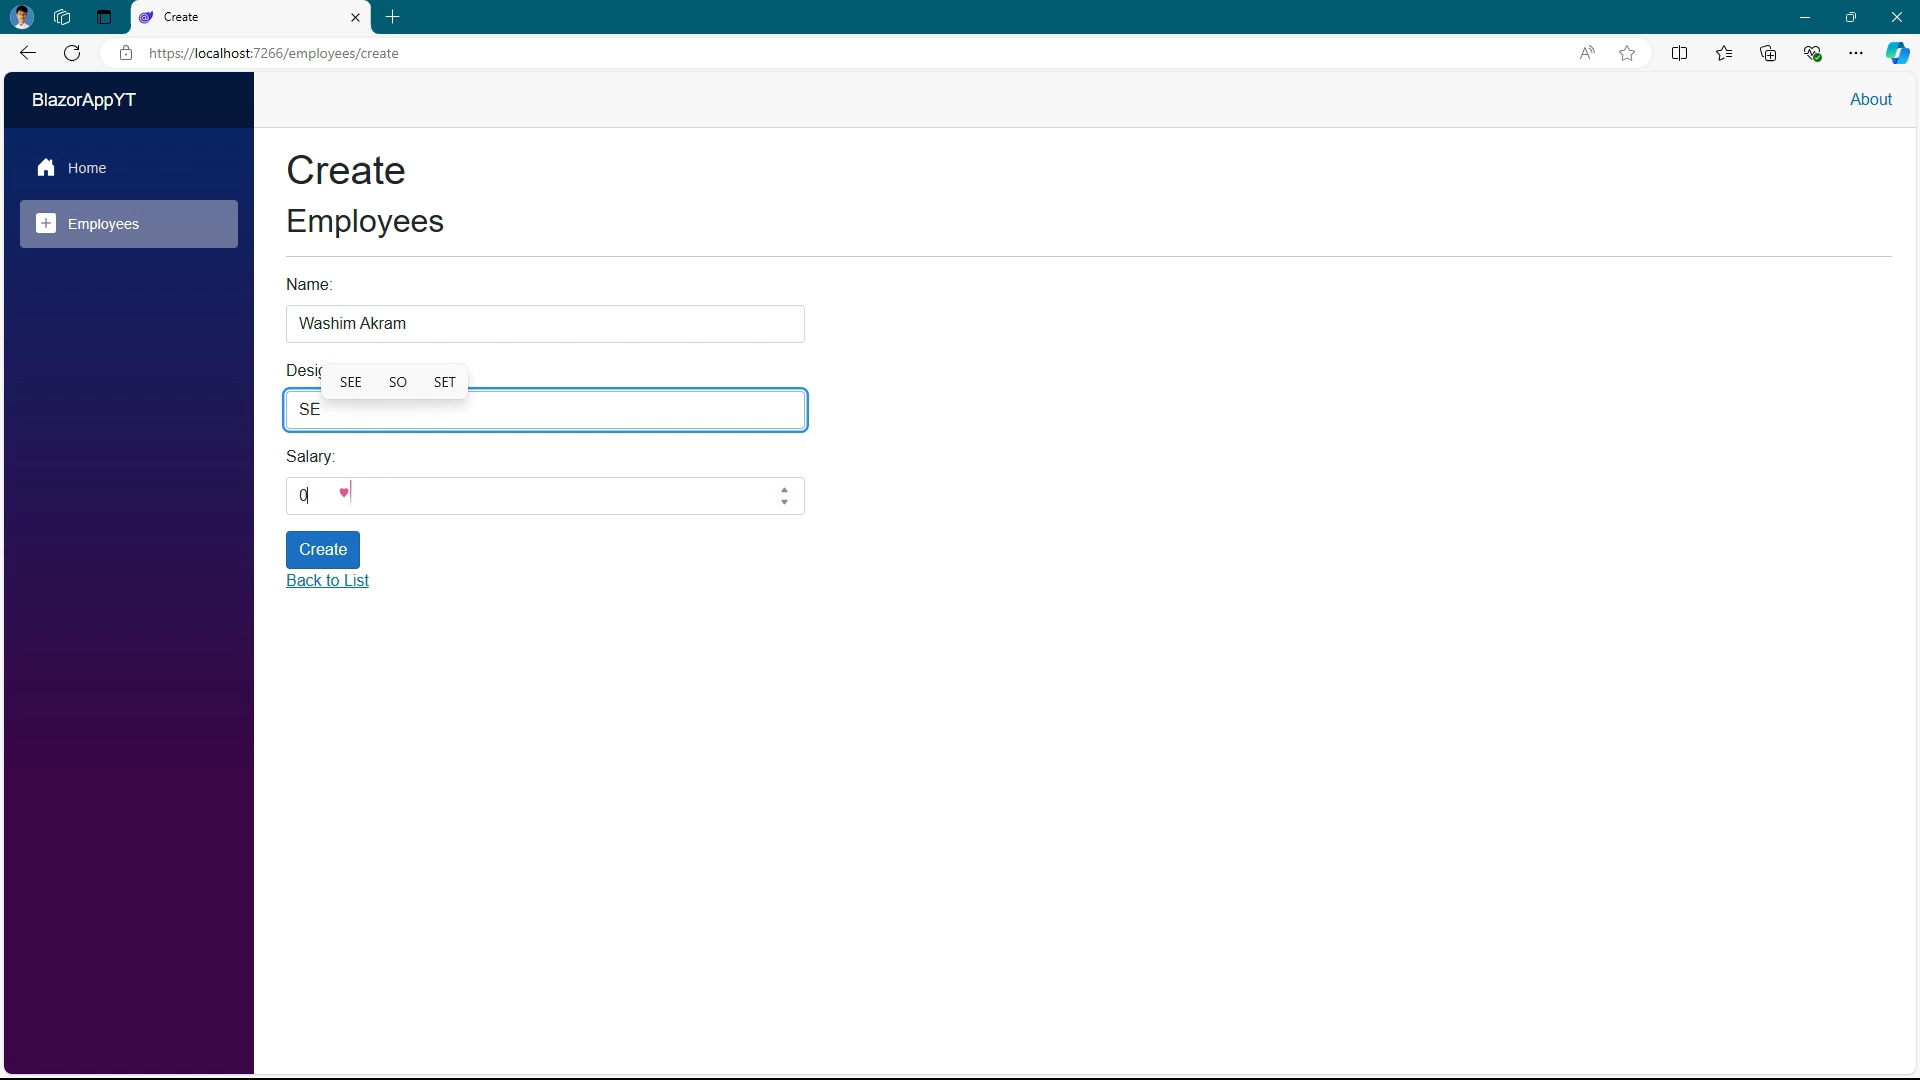 Create
https://localhost:7266/employees/create
BlazorAppYT
About
Home
Employees
Create
Employees
Name:
Washim Akram
Desig
SEE SO SET
SE
Salary:
0
Create
Back to List